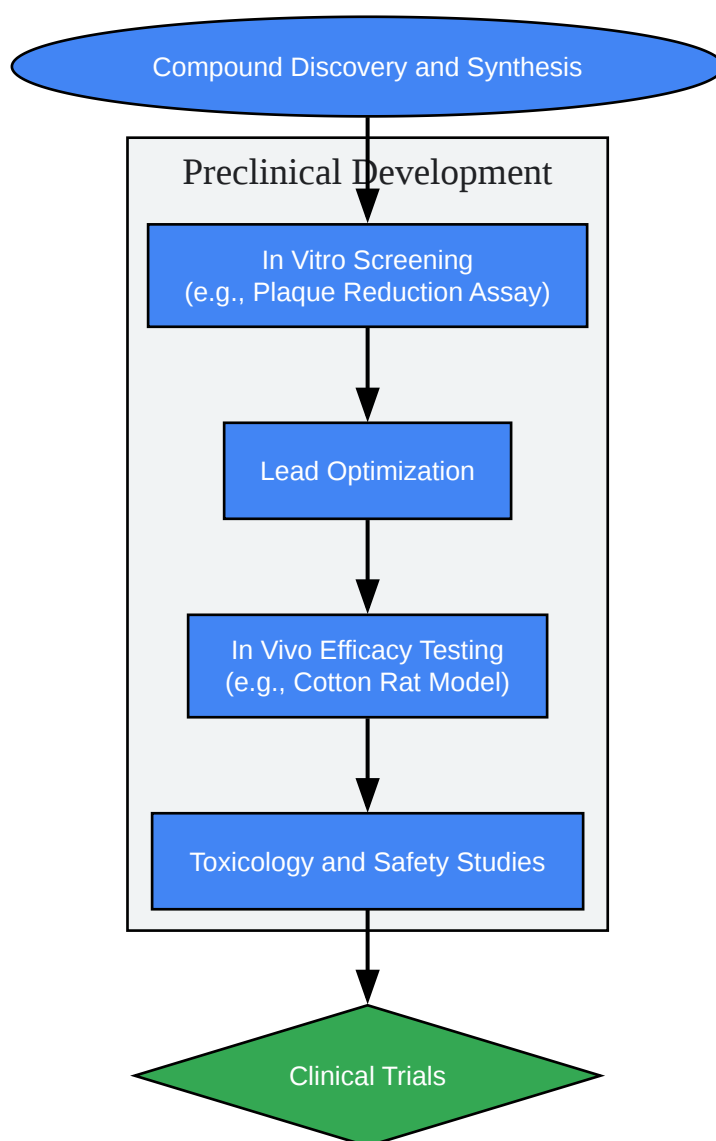 Compound Discovery and Synthesis
Preclinical Development
In Vitro Screening
(e.g., Plaque Reduction Assay)
Lead Optimization
In Vivo Efficacy Testing
(e.g., Cotton Rat Model)
Toxicology and Safety Studies
Clinical Trials